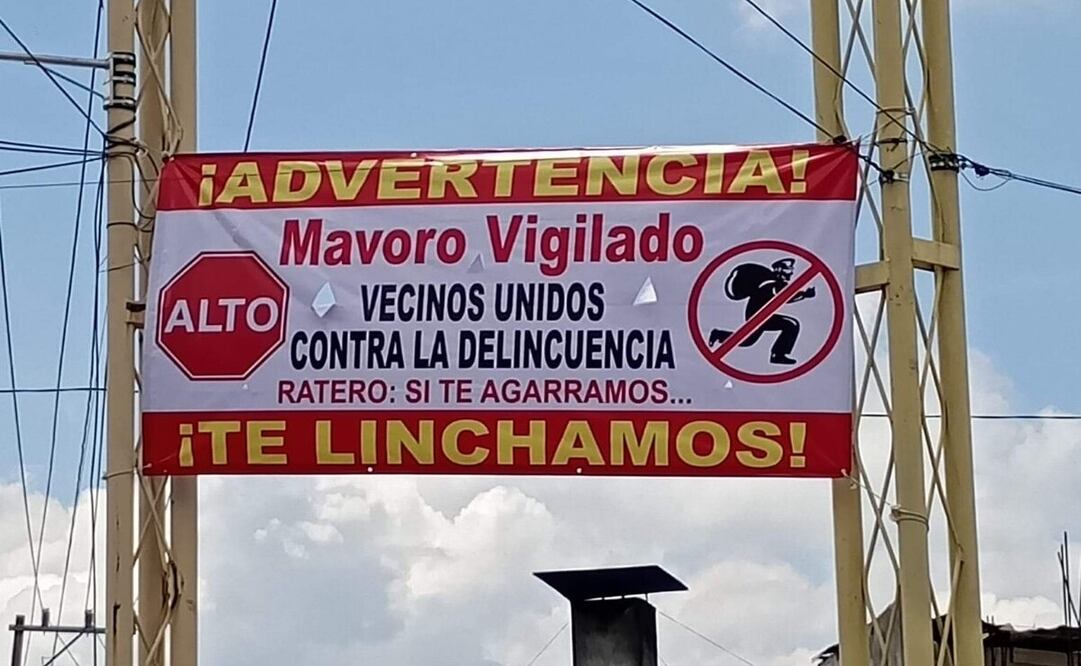 ¡ADVERTENCIA!
Mavoro Vigilado
ALTO
VECINOS UNIDOS
CONTRA LA DELINCUENCIA
RATERO: SI TE AGARRAMOS...
¡TE LINCHAMOS!